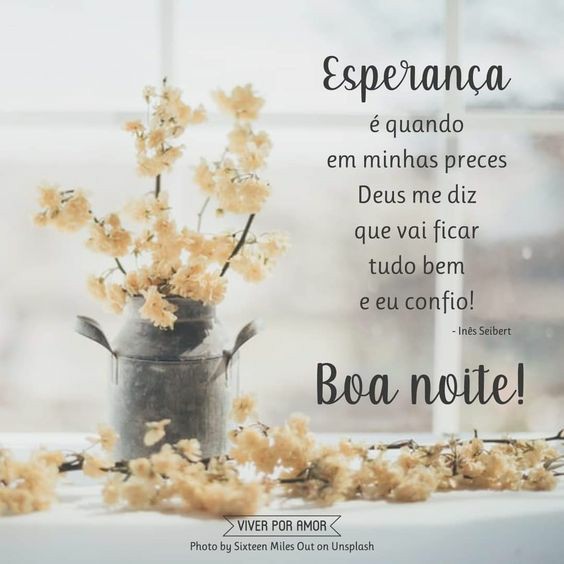 Esperança
é quando
em minhas preces
Deus me diz
que vai ficar
tudo bem
e eu confio!
- Inês Seibert
Boa noite!
VIVER POR AMOR
Photo by Sixteen Miles Out on Unsplash